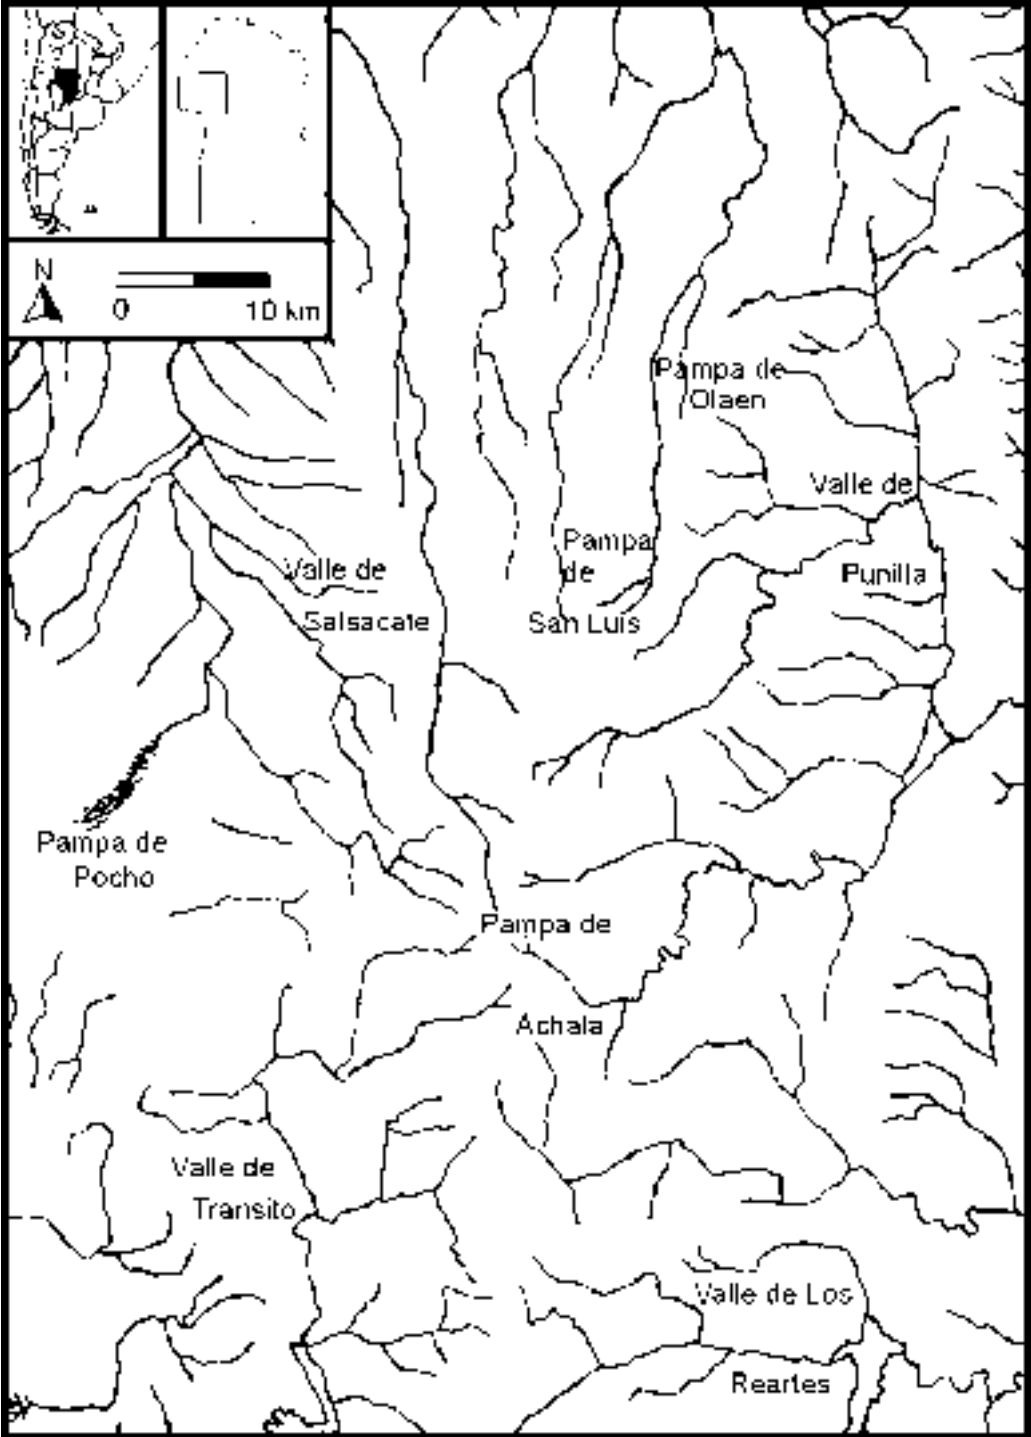 N
0 10 km
Pampa de
Olaen
Valle de
Punilla
Pampa
de
San Luis
Valle de
Salsacate
Pampa de
Pocho
Pampa de
Achala
Valle de
Transito
Valle de Los
Reartes